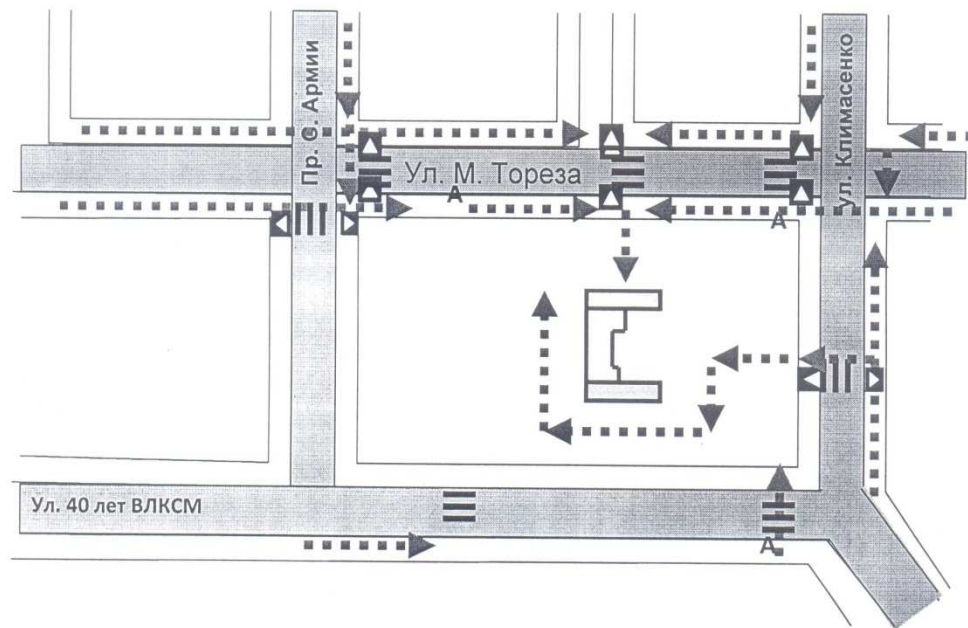 Пр. С. Армии
ул. Климасенко
Ул. М. Тореза
А
А
Ул. 40 лет ВЛКСМ
А